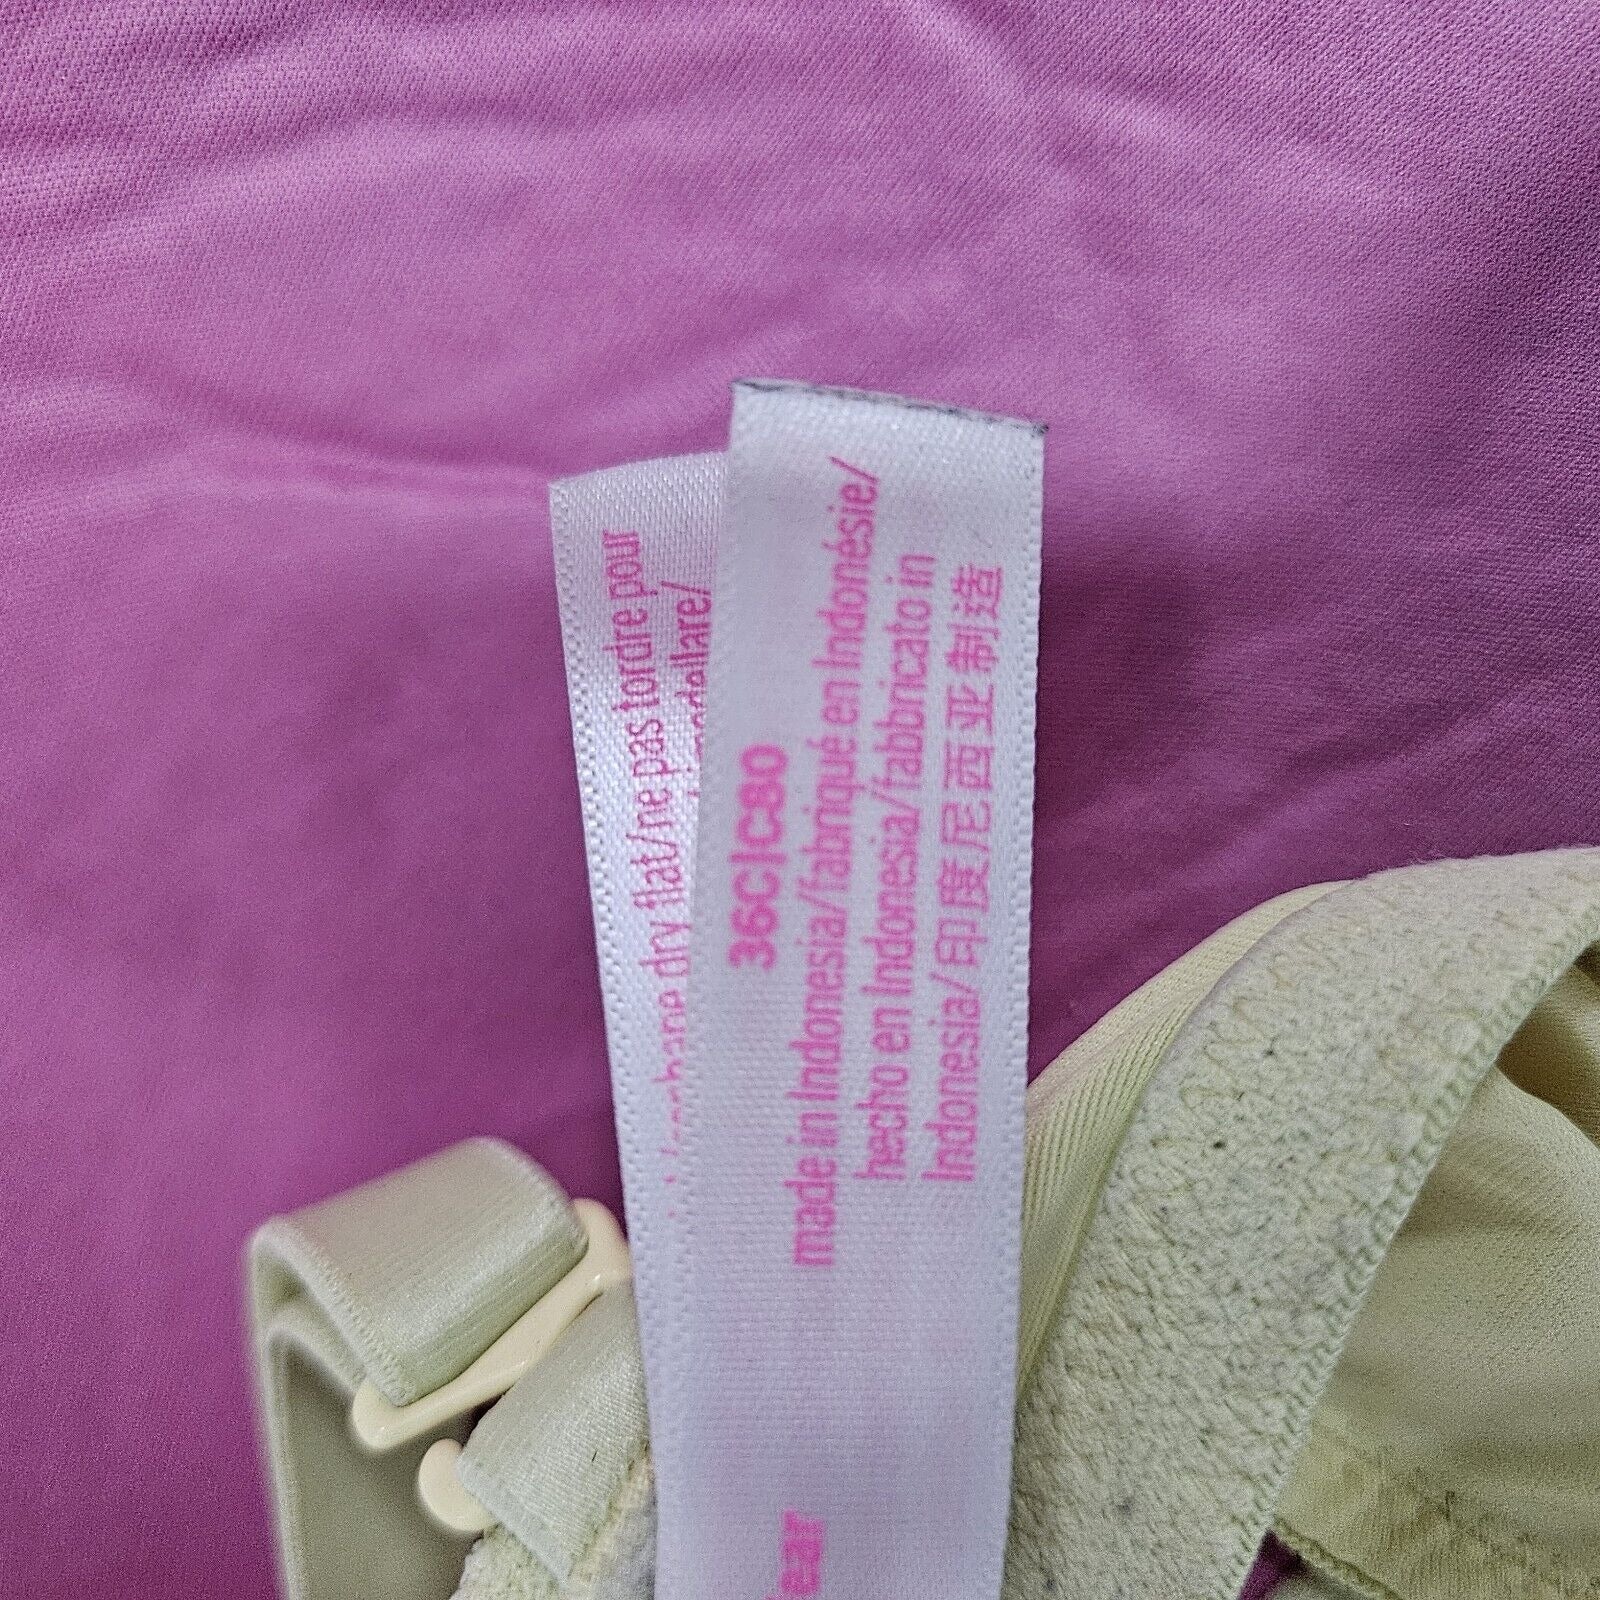 36C|C80
made in Indonesia/fabriqué en Indonésie/
hecho en Indonesia/fabbricato in
Indonesia/印度尼西亚制造
dry flat/ne pas tordre pour